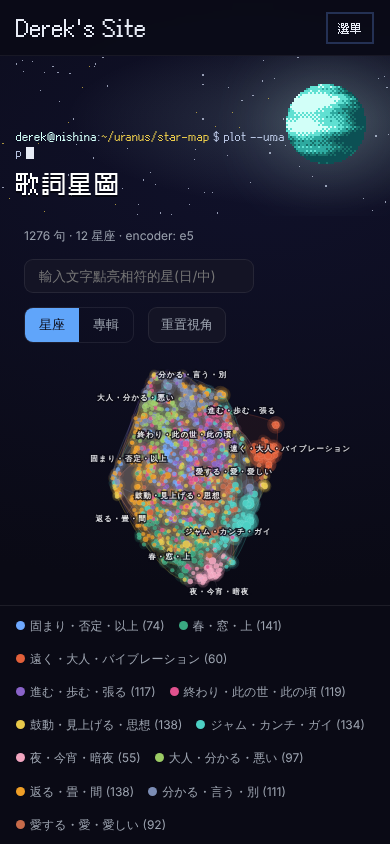 Derek's Site
選單
derek@nishina:~/uranus/star-map $ plot --uma
p
歌詞星圖
1276 句 · 12 星座 · encoder: e5
輸入文字點亮相符的星(日/中)
星座 專輯 重置視角
分かる・言う・別
大人・分かる・悪い
進む・歩む・張る
終わり・此の世・此の頃
遠く・大人・バイブレーション
固まり・否定・以上
愛する・愛・愛しい
鼓動・見上げる・思想
返る・畳・間
ジャム・カンチ・ガイ
春・窓・上
夜・今宵・暗夜
固まり・否定・以上 (74) 春・窓・上 (141)
遠く・大人・バイブレーション (60)
進む・歩む・張る (117) 終わり・此の世・此の頃 (119)
鼓動・見上げる・思想 (138) ジャム・カンチ・ガイ (134)
夜・今宵・暗夜 (55) 大人・分かる・悪い (97)
返る・畳・間 (138) 分かる・言う・別 (111)
愛する・愛・愛しい (92)